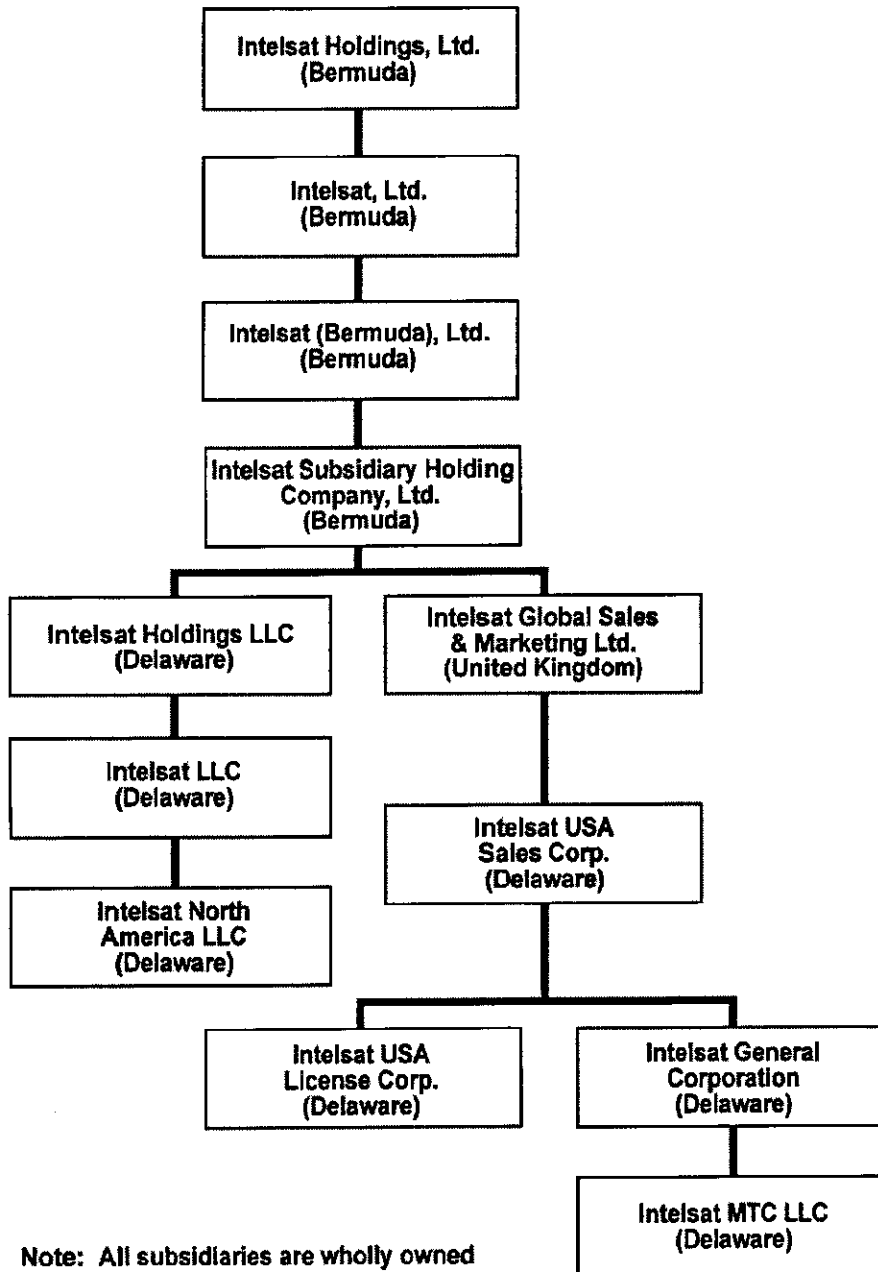 Intelsat Holdings, Ltd.
(Bermuda)
Intelsat, Ltd.
(Bermuda)
Intelsat (Bermuda), Ltd.
(Bermuda)
Intelsat Subsidiary Holding
Company, Ltd.
(Bermuda)
Intelsat Holdings LLC
(Delaware)
Intelsat Global Sales
& Marketing Ltd.
(United Kingdom)
Intelsat LLC
(Delaware)
Intelsat USA
Sales Corp.
(Delaware)
Intelsat North
America LLC
(Delaware)
Intelsat USA
License Corp.
(Delaware)
Intelsat General
Corporation
(Delaware)
Intelsat MTC LLC
(Delaware)
Note: All subsidiaries are wholly owned